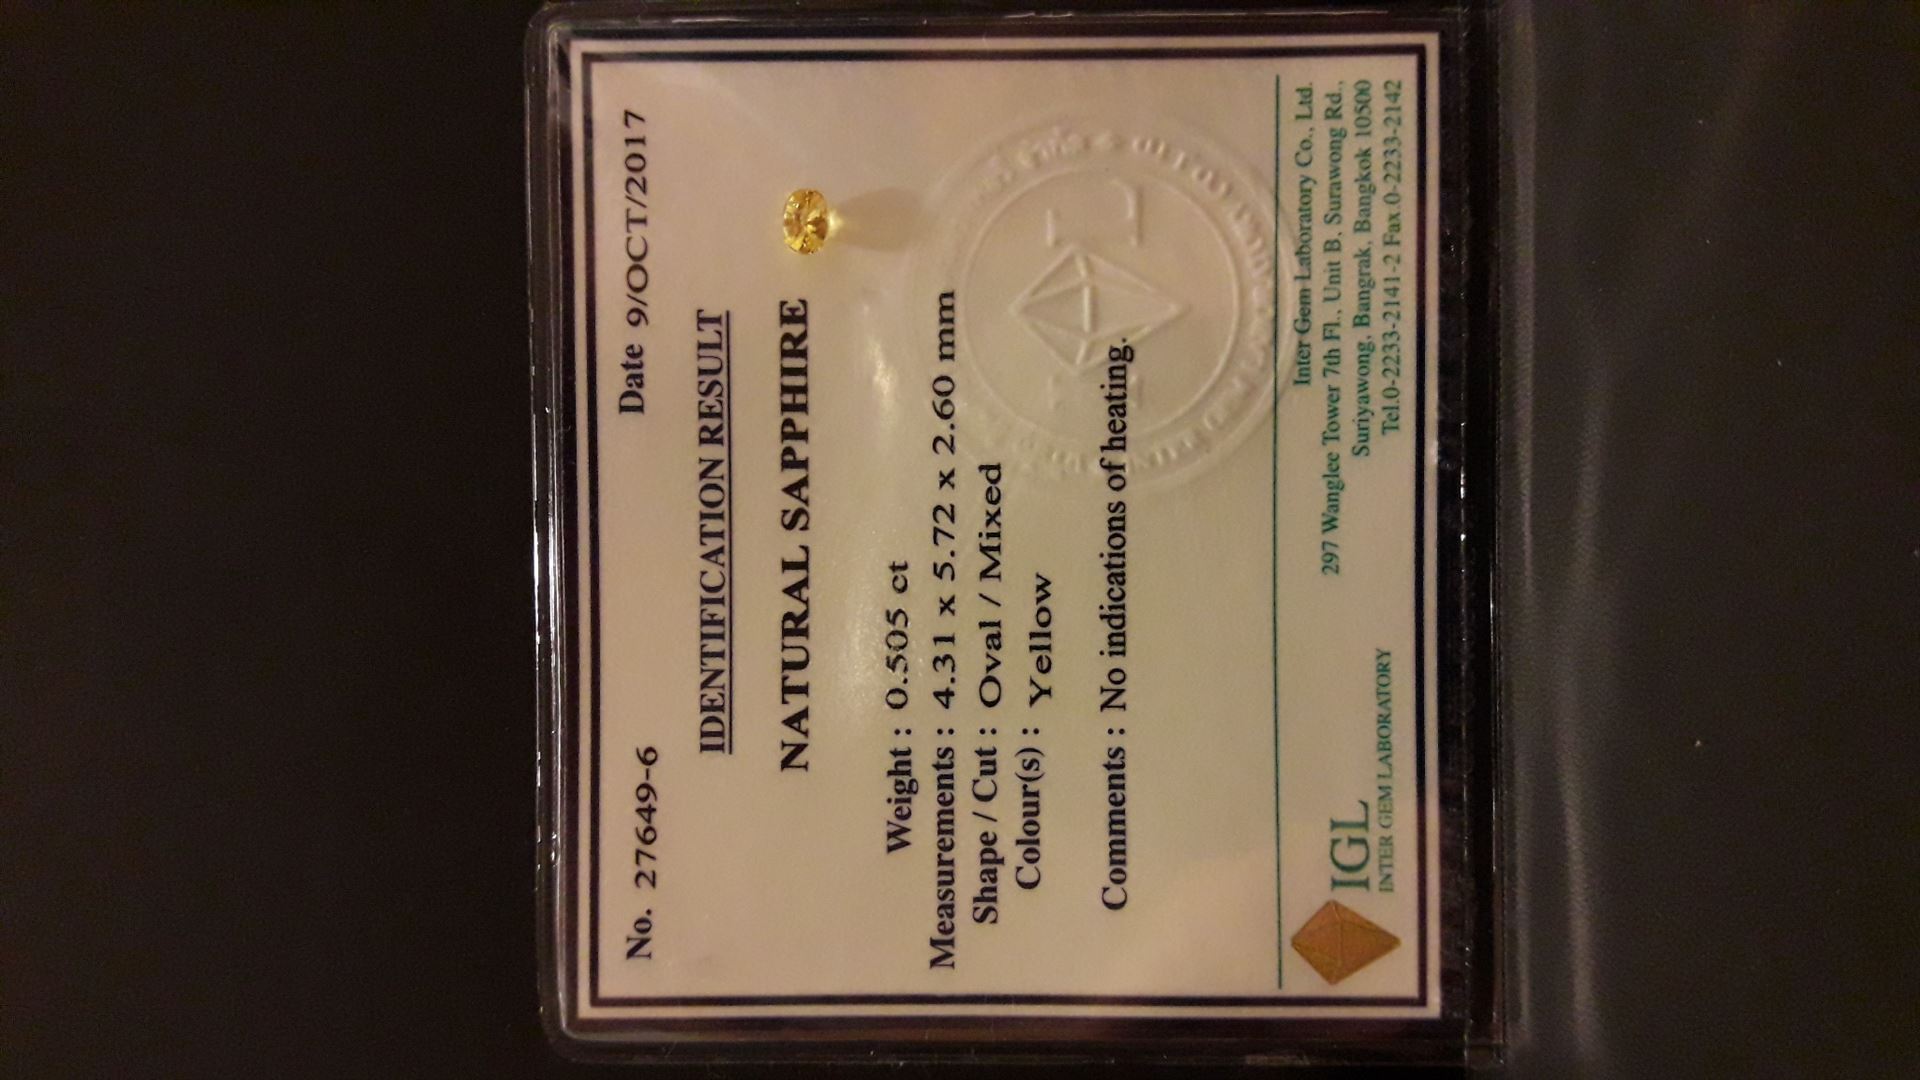 No. 27649-6 Date 9/OCT/2017
IDENTIFICATION RESULT
NATURAL SAPPHIRE
Weight : 0.505 ct
Measurements : 4.31 x 5.72 x 2.60 mm
Shape / Cut : Oval / Mixed
Colour(s) : Yellow
Comments : No indications of heating.
IGL
INTER GEM LABORATORY
Inter Gem Laboratory Co., Ltd.
297 Wanglee Tower 7th Fl., Unit B, Surawong Rd.,
Suriyawong, Bangrak, Bangkok 10500
Tel.0-2233-2141-2 Fax.0-2233-2142